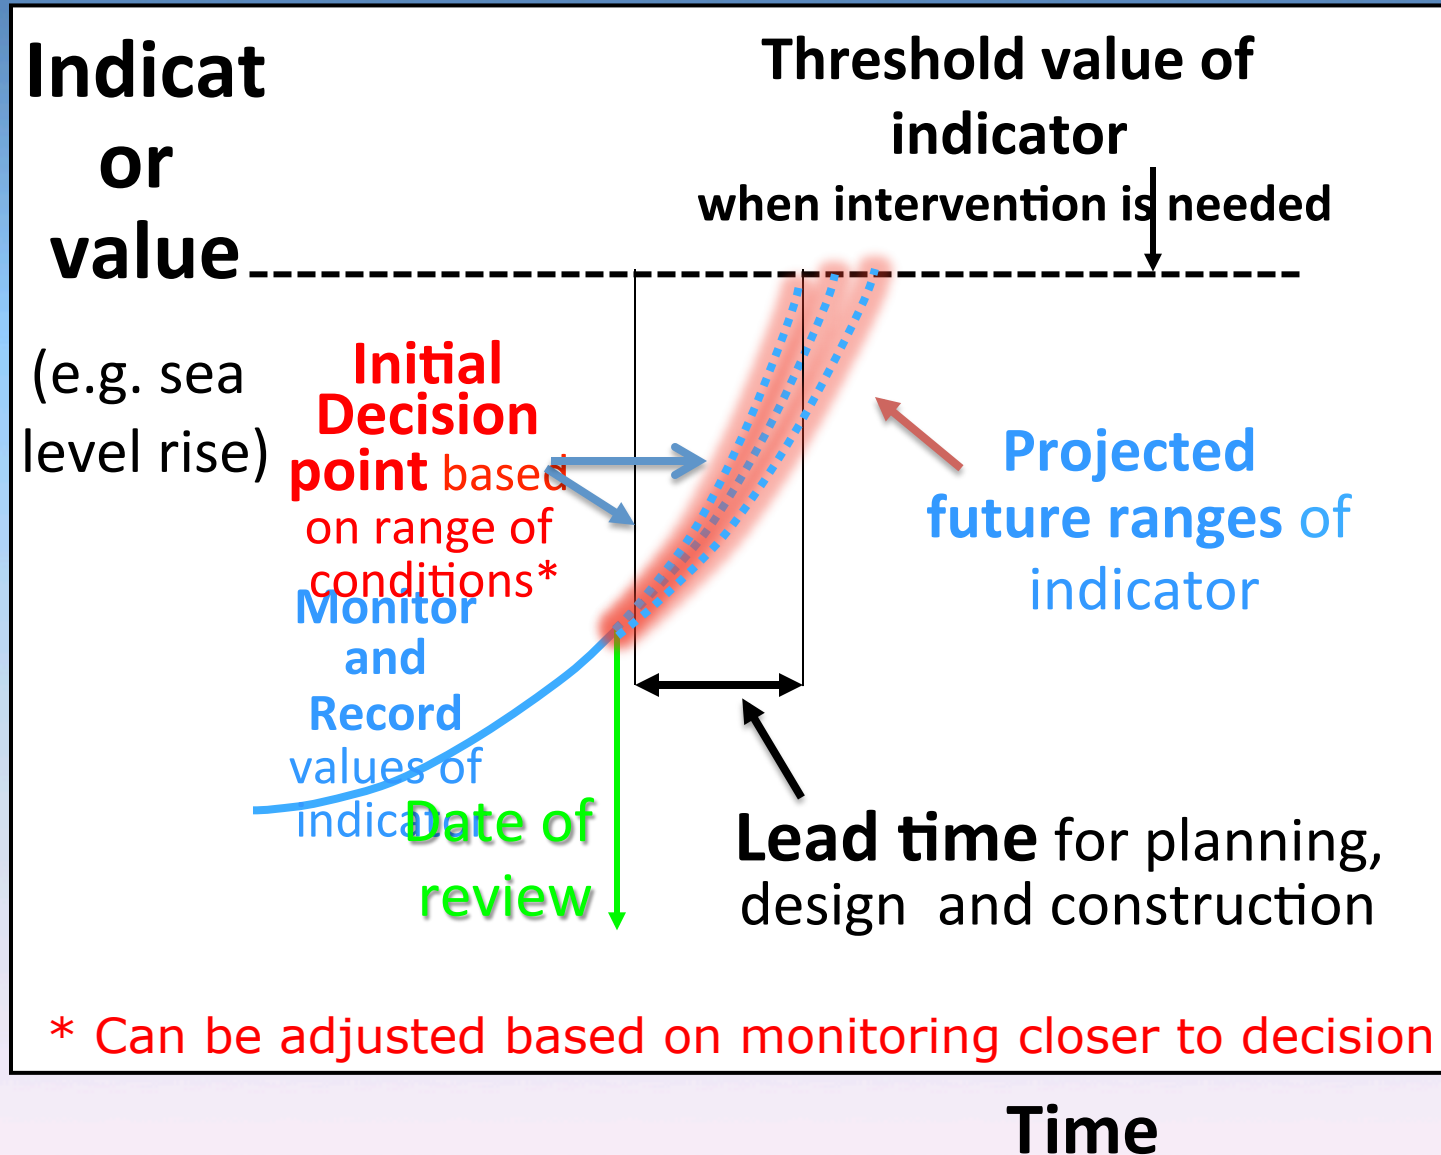 Indicat
or
value
(e.g. sea
level rise)
Threshold value of
indicator
when intervention is needed
Initial
Decision
point based
on range of
conditions*
Monitor
and
Record
values of
indicator
Date of
review
Projected
future ranges of
indicator
Lead time for planning,
design and construction
* Can be adjusted based on monitoring closer to decision
Time